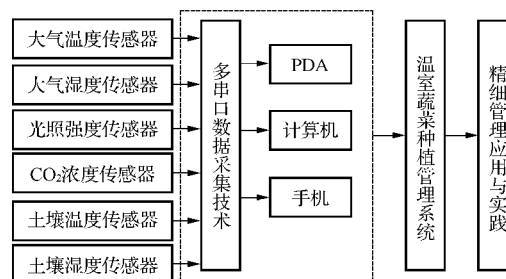 大气温度传感器
大气湿度传感器
光照强度传感器
CO₂浓度传感器
土壤温度传感器
土壤湿度传感器
多串口数据采集技术
PDA
计算机
手机
温室蔬菜种植管理系统
精细管理应用与实践